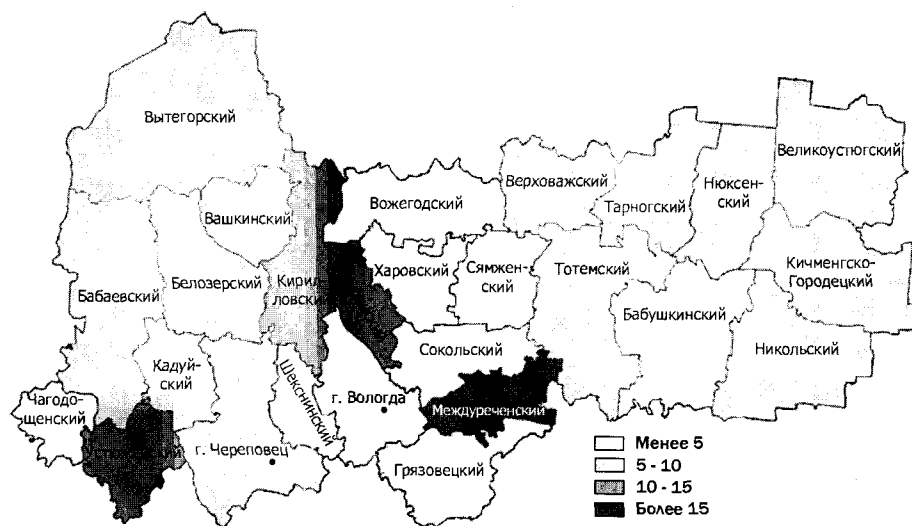 Вытегорский
Великоустюгский
Верховажский
Нюксен-
ский
Тарногский
Вожегодский
Вашкинский
Харовский
Сямжен-
ский
Тотемский
Кичменгско-
Городецкий
Бабаевский
Белозерский
Кирил-
ловский
Бабушкинский
Никольский
Сокольский
Кадуй-
ский
Шекснинский
Чагодо-
щенский
г. Вологда
Междуреченский
г. Череповец
Грязовецкий
Менее 5
5 - 10
10 - 15
Более 15